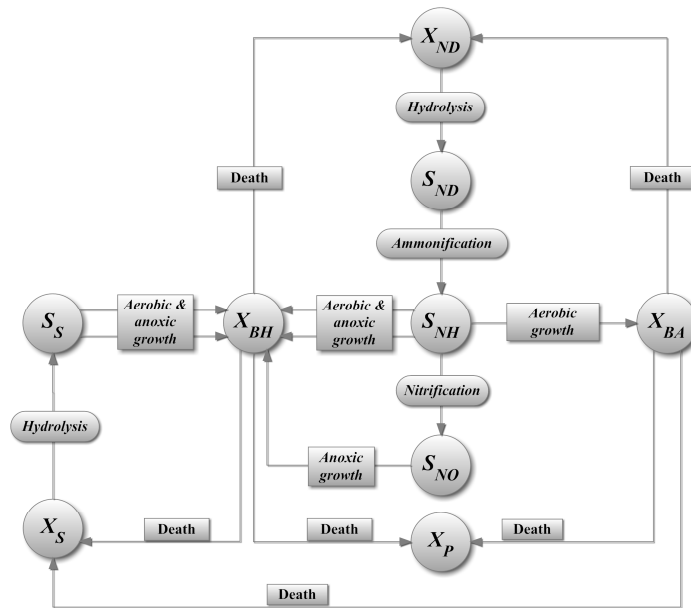 X_ND
Hydrolysis
Death
S_ND
Death
Ammonification
S_S
Aerobic &
anoxic
growth
X_BH
Aerobic &
anoxic
growth
S_NH
Aerobic
growth
X_BA
Hydrolysis
Nitrification
Anoxic
growth
S_NO
X_S
Death
Death
X_P
Death
Death